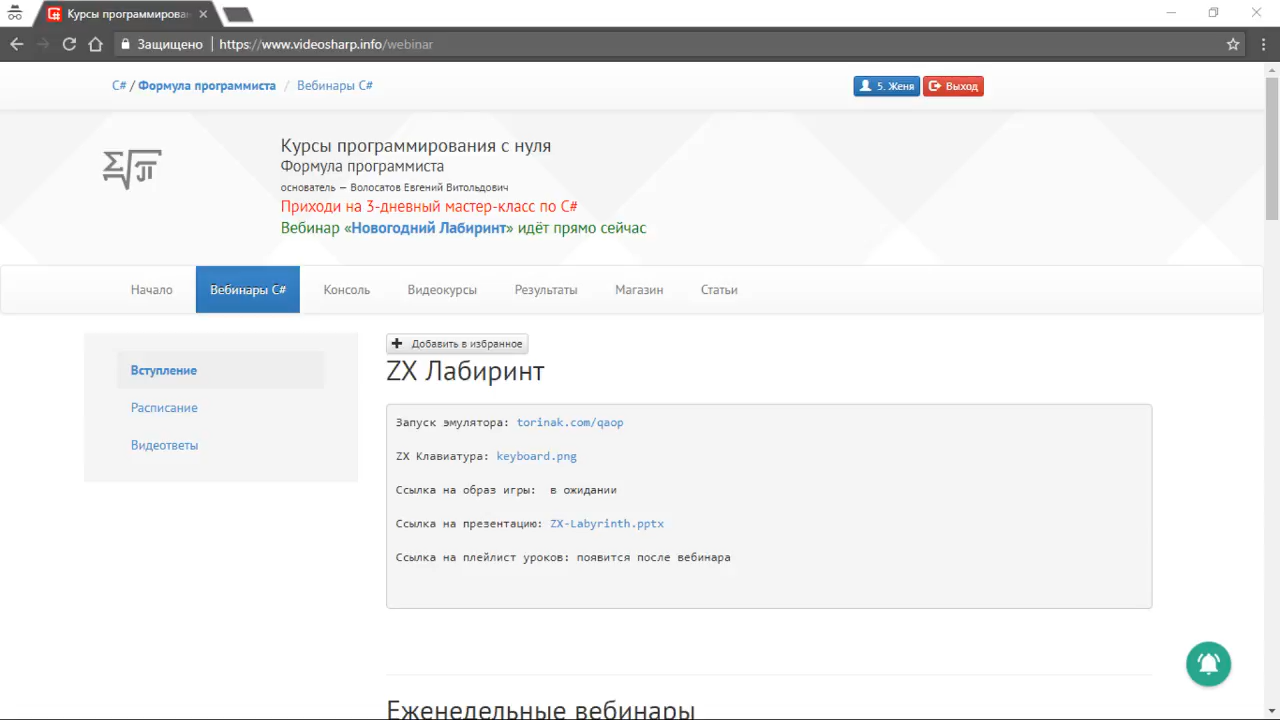 Курсы программирован
Защищено
https://www.videosharp.info/webinar
C# / Формула программиста / Вебинары C#
5. Женя
Выход
Курсы программирования с нуля
Формула программиста
основатель — Волосатов Евгений Витольдович
Приходи на 3-дневный мастер-класс по C#
Вебинар «Новогодний Лабиринт» идёт прямо сейчас
Начало
Вебинары C#
Консоль
Видеокурсы
Результаты
Магазин
Статьи
Вступление
Расписание
Видеответы
Добавить в избранное
ZX Лабиринт
Запуск эмулятора: torinak.com/qaop
ZX Клавиатура: keyboard.png
Ссылка на образ игры: в ожидании
Ссылка на презентацию: ZX-Labyrinth.pptx
Ссылка на плейлист уроков: появится после вебинара
Еженедельные вебинары